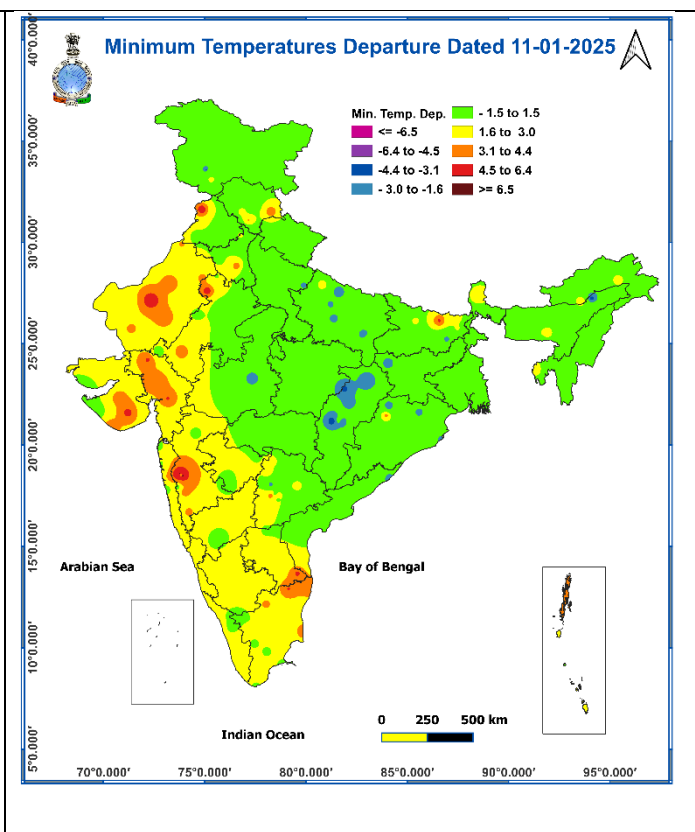 Minimum Temperatures Departure Dated 11-01-2025
Min. Temp. Dep.
<= -6.5
-6.4 to -4.5
-4.4 to -3.1
- 3.0 to -1.6
- 1.5 to 1.5
1.6 to 3.0
3.1 to 4.4
4.5 to 6.4
>= 6.5
40°0.000'
35°0.000'
30°0.000'
25°0.000'
20°0.000'
15°0.000'
10°0.000'
5°0.000'
Arabian Sea
Bay of Bengal
Indian Ocean
0 250 500 km
70°0.000' 75°0.000' 80°0.000' 85°0.000' 90°0.000' 95°0.000'